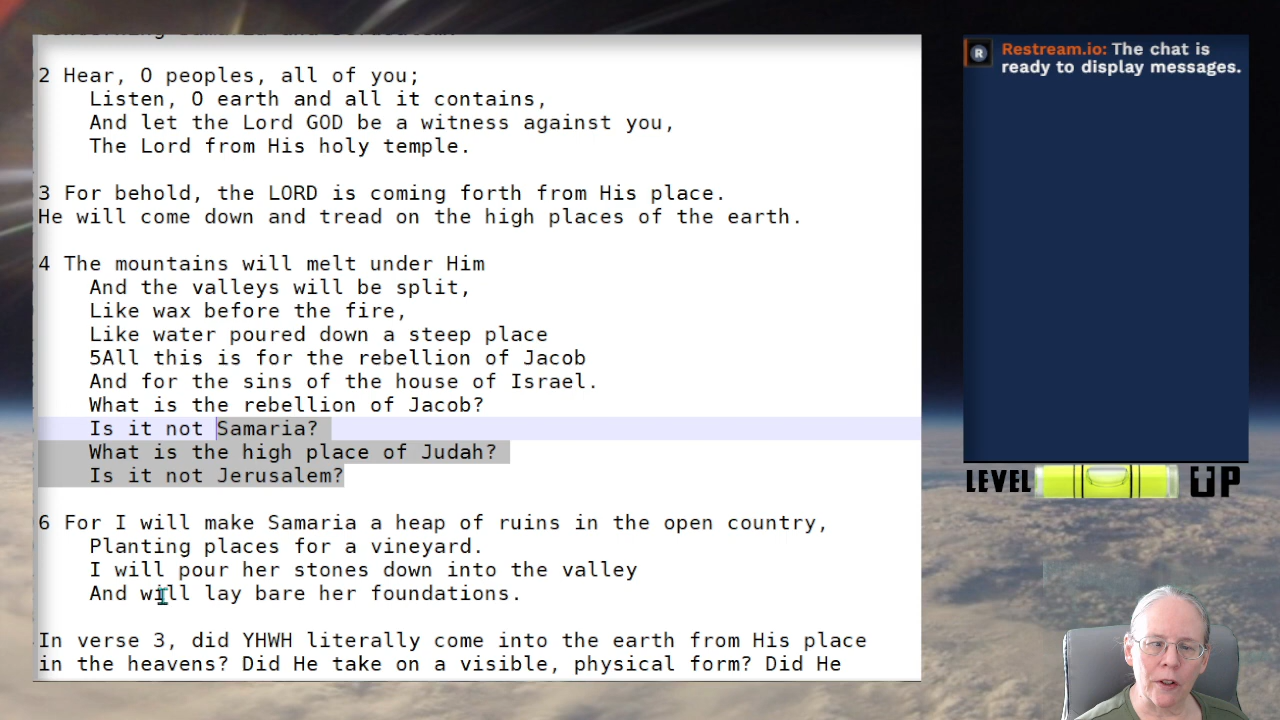 2 Hear, O peoples, all of you;
Listen, O earth and all it contains,
And let the Lord GOD be a witness against you,
The Lord from His holy temple.
3 For behold, the LORD is coming forth from His place.
He will come down and tread on the high places of the earth.
4 The mountains will melt under Him
And the valleys will be split,
Like wax before the fire,
Like water poured down a steep place
5All this is for the rebellion of Jacob
And for the sins of the house of Israel.
What is the rebellion of Jacob?
Is it not Samaria?
What is the high place of Judah?
Is it not Jerusalem?
6 For I will make Samaria a heap of ruins in the open country,
Planting places for a vineyard.
I will pour her stones down into the valley
And will lay bare her foundations.
In verse 3, did YHWH literally come into the earth from His place
in the heavens? Did He take on a visible, physical form? Did He
R
Restream.io: The chat is
ready to display messages.
LEVEL UP